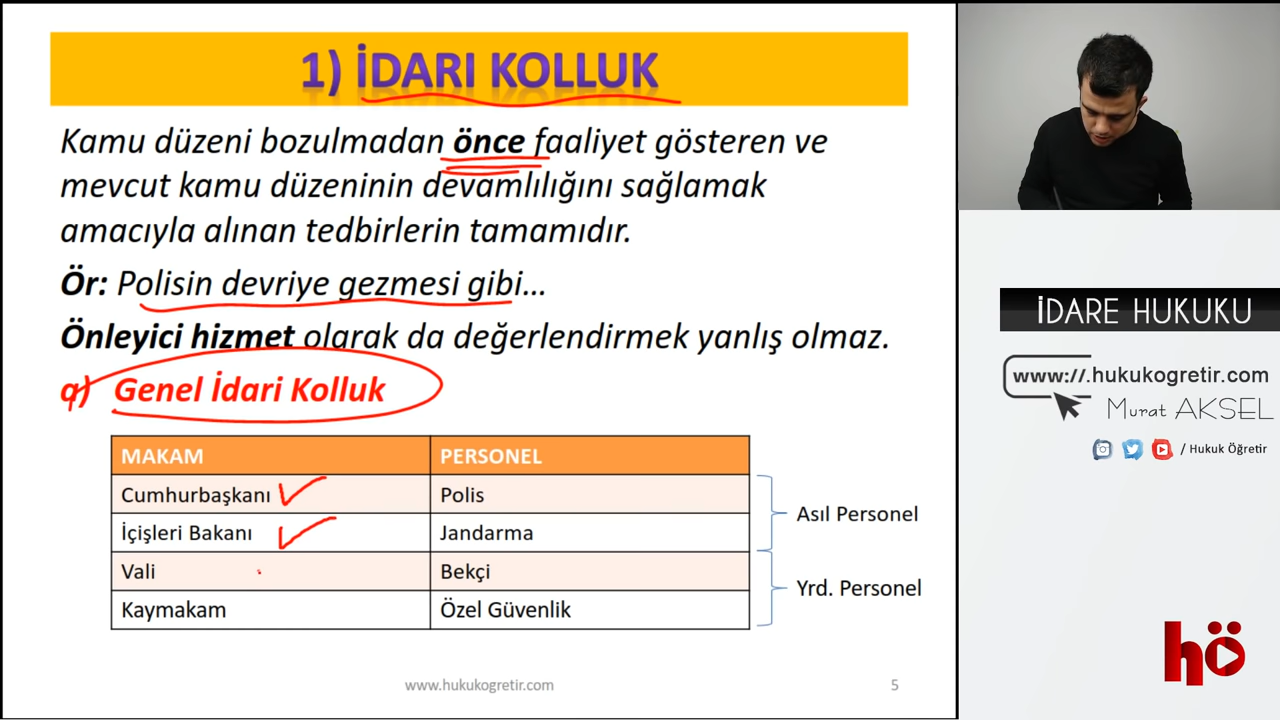 1) İDARI KOLLUK
Kamu düzeni bozulmadan önce faaliyet gösteren ve
mevcut kamu düzeninin devamlılığını sağlamak
amacıyla alınan tedbirlerin tamamıdır.
Ör: Polisin devriye gezmesi gibi...
Önleyici hizmet olarak da değerlendirmek yanlış olmaz.
a) Genel İdari Kolluk
MAKAM PERSONEL
Cumhurbaşkanı Polis
İçişleri Bakanı Jandarma
Asıl Personel
Vali Bekçi
Kaymakam Özel Güvenlik
Yrd. Personel
www.hukukogretir.com 5
İDARE HUKUKU
www://.hukukogretir.com
Murat AKSEL
/ Hukuk Öğretir
hö